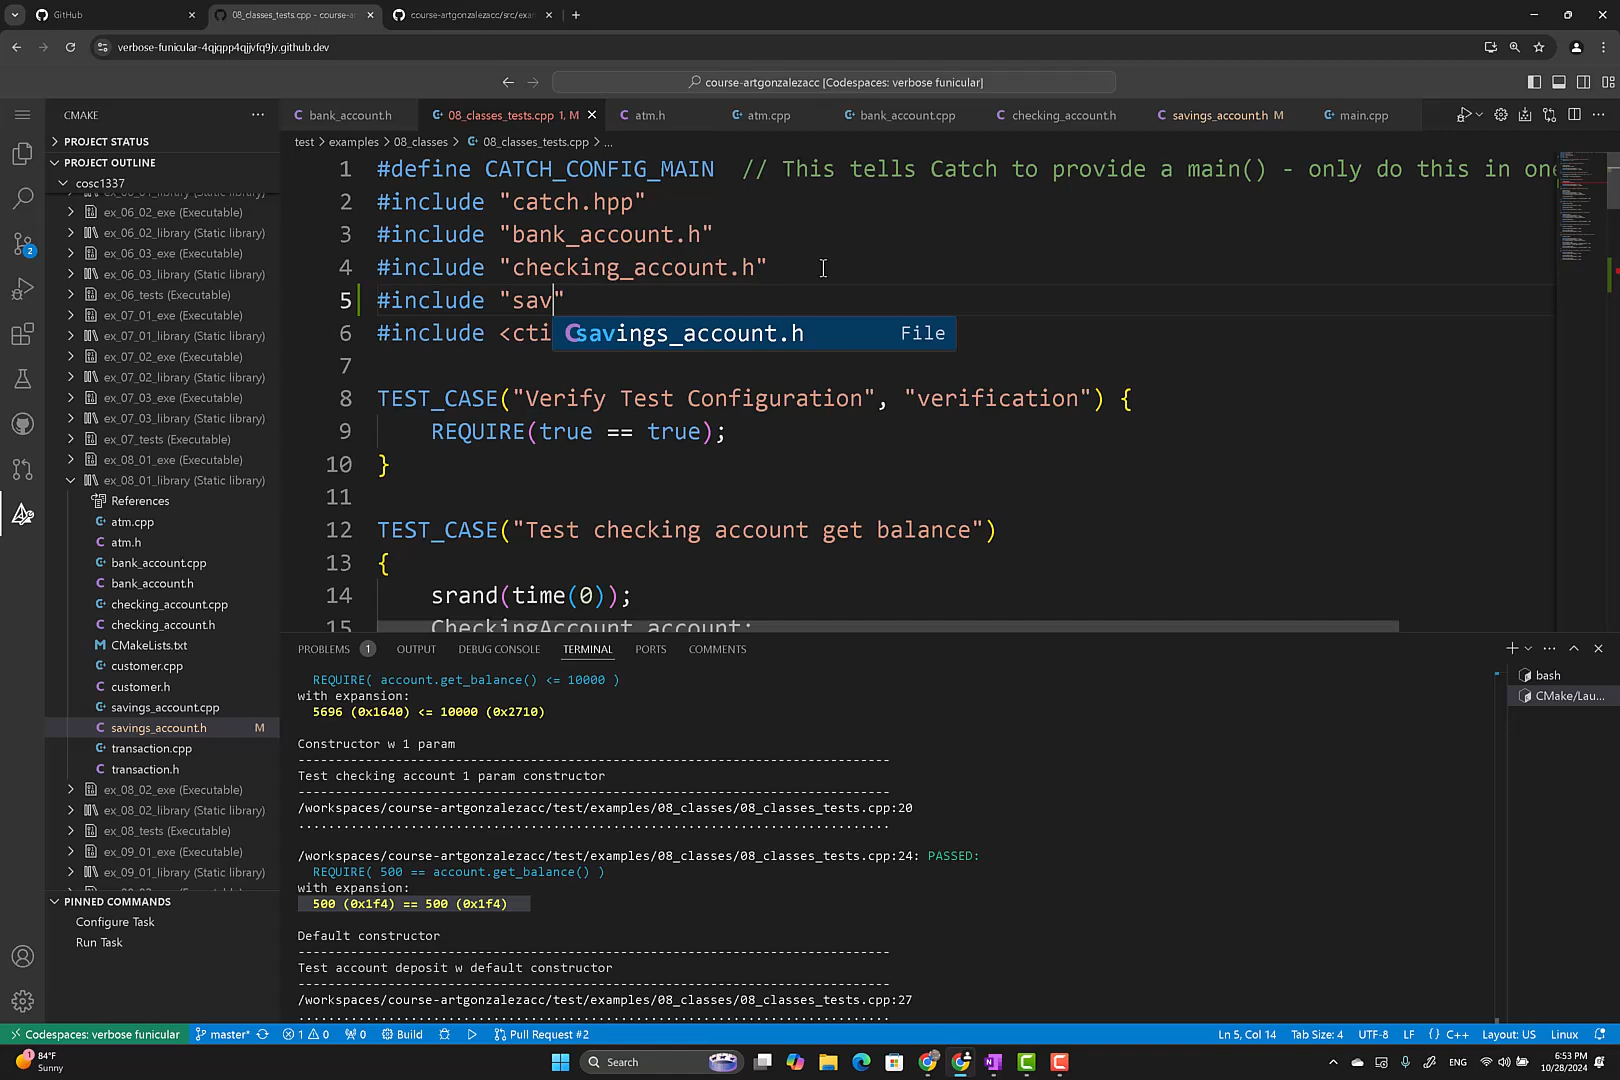 GitHub
08_classes_tests.cpp - course-a
course-artgonzalezacc/src/exa
verbose-funicular-4qjqpp4qjjvfq9jv.github.dev
course-artgonzalezacc [Codespaces: verbose funicular]
CMAKE
PROJECT STATUS
PROJECT OUTLINE
cosc1337
ex_06_02_exe (Executable)
ex_06_02_library (Static library)
ex_06_03_exe (Executable)
ex_06_03_library (Static library)
ex_06_tests (Executable)
ex_07_01_exe (Executable)
ex_07_01_library (Static library)
ex_07_02_exe (Executable)
ex_07_02_library (Static library)
ex_07_03_exe (Executable)
ex_07_03_library (Static library)
ex_07_tests (Executable)
ex_08_01_exe (Executable)
ex_08_01_library (Static library)
References
atm.cpp
atm.h
bank_account.cpp
bank_account.h
checking_account.cpp
checking_account.h
CMakeLists.txt
customer.cpp
customer.h
savings_account.cpp
savings_account.h M
transaction.cpp
transaction.h
ex_08_02_exe (Executable)
ex_08_02_library (Static library)
ex_08_tests (Executable)
ex_09_01_exe (Executable)
ex_09_01_library (Static library)
PINNED COMMANDS
Configure Task
Run Task
bank_account.h
08_classes_tests.cpp 1, M
atm.h
atm.cpp
bank_account.cpp
checking_account.h
savings_account.h M
main.cpp
test > examples > 08_classes > 08_classes_tests.cpp > ...
1 #define CATCH_CONFIG_MAIN // This tells Catch to provide a main() - only do this in one
2 #include "catch.hpp"
3 #include "bank_account.h"
4 #include "checking_account.h"
5 #include "sav"
savings_account.h File
6 #include <cti
7
8 TEST_CASE("Verify Test Configuration", "verification") {
9 REQUIRE(true == true);
10 }
11
12 TEST_CASE("Test checking account get balance")
13 {
14 srand(time(0));
15 CheckingAccount account;
PROBLEMS 1 OUTPUT DEBUG CONSOLE TERMINAL PORTS COMMENTS
REQUIRE( account.get_balance() <= 10000 )
with expansion:
5696 (0x1640) <= 10000 (0x2710)
Constructor w 1 param
-------------------------------------------------------------------------------
Test checking account 1 param constructor
-------------------------------------------------------------------------------
/workspaces/course-artgonzalezacc/test/examples/08_classes/08_classes_tests.cpp:20
...............................................................................
/workspaces/course-artgonzalezacc/test/examples/08_classes/08_classes_tests.cpp:24: PASSED:
REQUIRE( 500 == account.get_balance() )
with expansion:
500 (0x1f4) == 500 (0x1f4)
Default constructor
-------------------------------------------------------------------------------
Test account deposit w default constructor
-------------------------------------------------------------------------------
/workspaces/course-artgonzalezacc/test/examples/08_classes/08_classes_tests.cpp:27
...............................................................................
bash
CMake/Lau...
2
Codespaces: verbose funicular master* 1 0 0 Build Pull Request #2
Ln 5, Col 14 Tab Size: 4 UTF-8 LF {} C++ Layout: US Linux
1
84°F
Sunny
Search
ENG
6:53 PM
10/28/2024